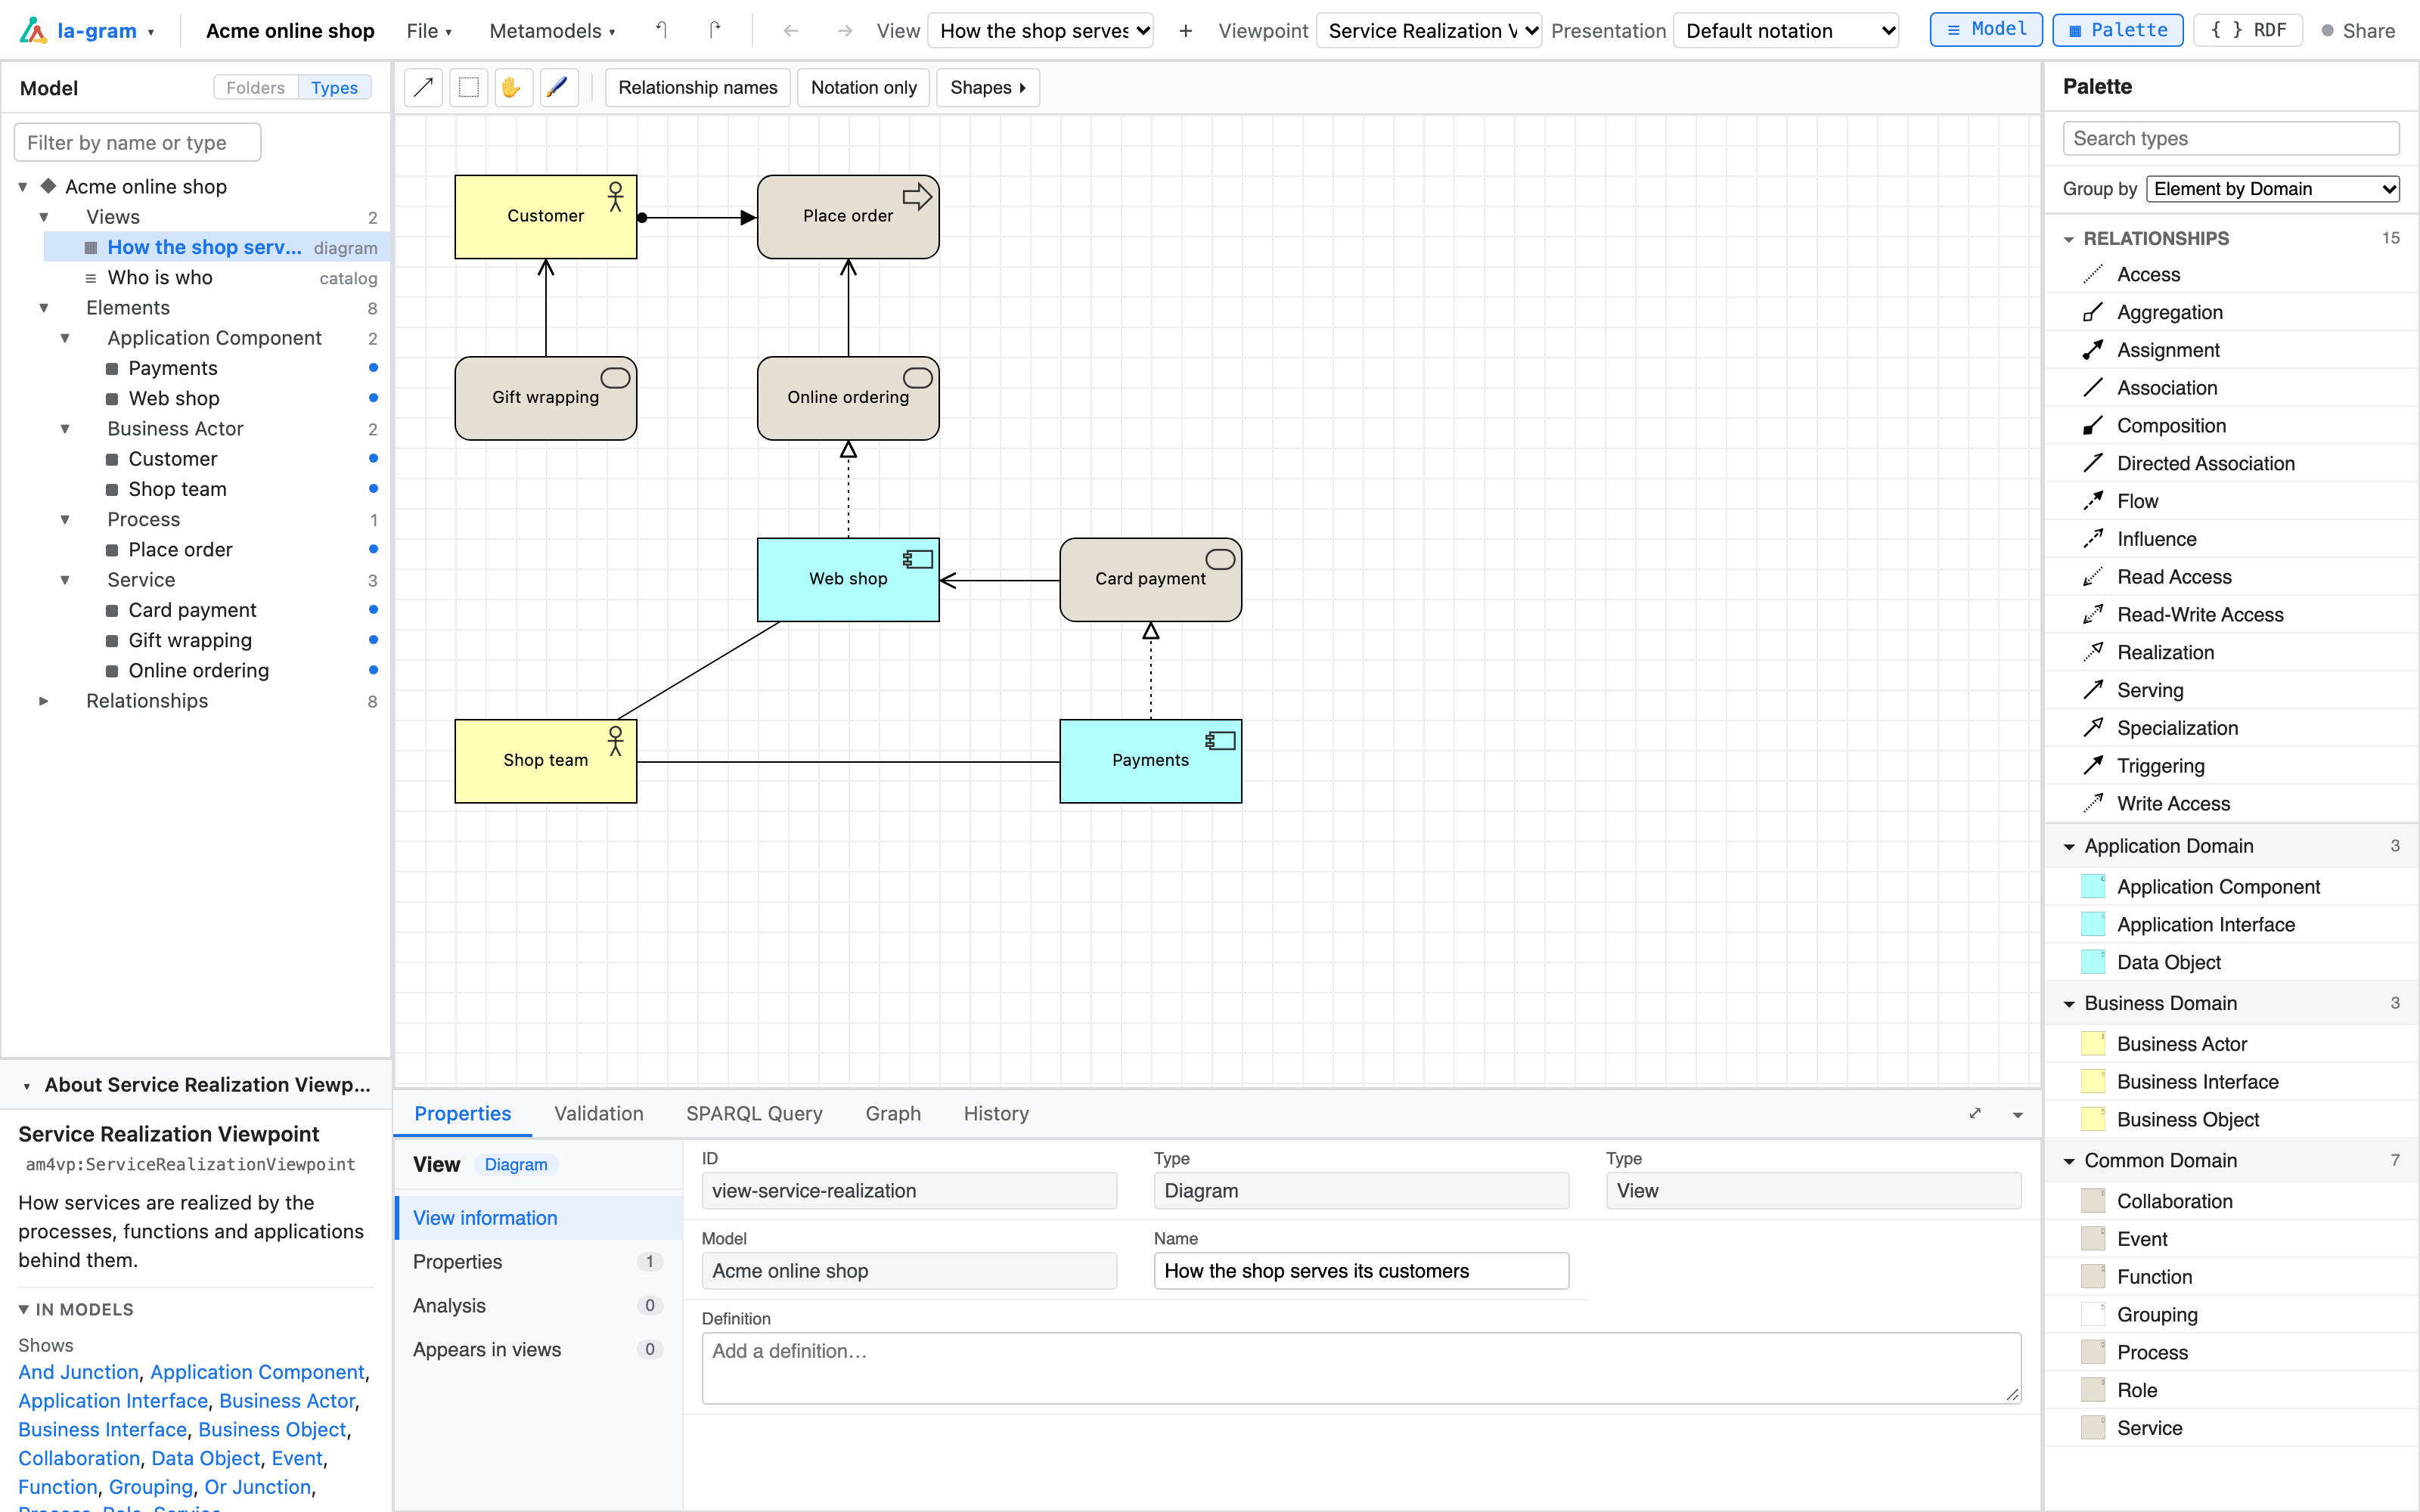 la-gram ▾
Acme online shop
File ▾
Metamodels ▾
View
How the shop serves
+
Viewpoint
Service Realization V
Presentation
Default notation
≡ Model
▦ Palette
{ } RDF
Share
Model
Folders
Types
Filter by name or type
Acme online shop
Views 2
How the shop serv... diagram
Who is who catalog
Elements 8
Application Component 2
Payments
Web shop
Business Actor 2
Customer
Shop team
Process 1
Place order
Service 3
Card payment
Gift wrapping
Online ordering
Relationships 8
About Service Realization Viewp...
Service Realization Viewpoint
am4vp:ServiceRealizationViewpoint
How services are realized by the
processes, functions and applications
behind them.
IN MODELS
Shows
And Junction, Application Component,
Application Interface, Business Actor,
Business Interface, Business Object,
Collaboration, Data Object, Event,
Function, Grouping, Or Junction,
Process, Role, Service
Relationship names
Notation only
Shapes
Customer
Place order
Gift wrapping
Online ordering
Web shop
Card payment
Shop team
Payments
Properties
Validation
SPARQL Query
Graph
History
View Diagram
View information
Properties 1
Analysis 0
Appears in views 0
ID
view-service-realization
Type
Diagram
Type
View
Model
Acme online shop
Name
How the shop serves its customers
Definition
Add a definition…
Palette
Search types
Group by
Element by Domain
RELATIONSHIPS 15
Access
Aggregation
Assignment
Association
Composition
Directed Association
Flow
Influence
Read Access
Read-Write Access
Realization
Serving
Specialization
Triggering
Write Access
Application Domain 3
Application Component
Application Interface
Data Object
Business Domain 3
Business Actor
Business Interface
Business Object
Common Domain 7
Collaboration
Event
Function
Grouping
Process
Role
Service